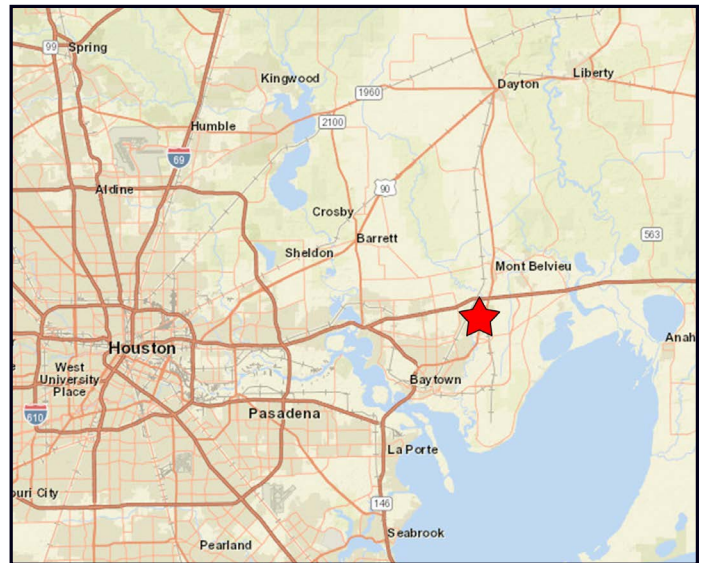 99
Spring
Kingwood
Dayton
Liberty
1960
2100
Humble
69
Aldine
90
Crosby
Barrett
563
Sheldon
Mont Belvieu
Houston
Anah
West
University
Place
Baytown
610
Pasadena
La Porte
ouri City
146
Seabrook
Pearland